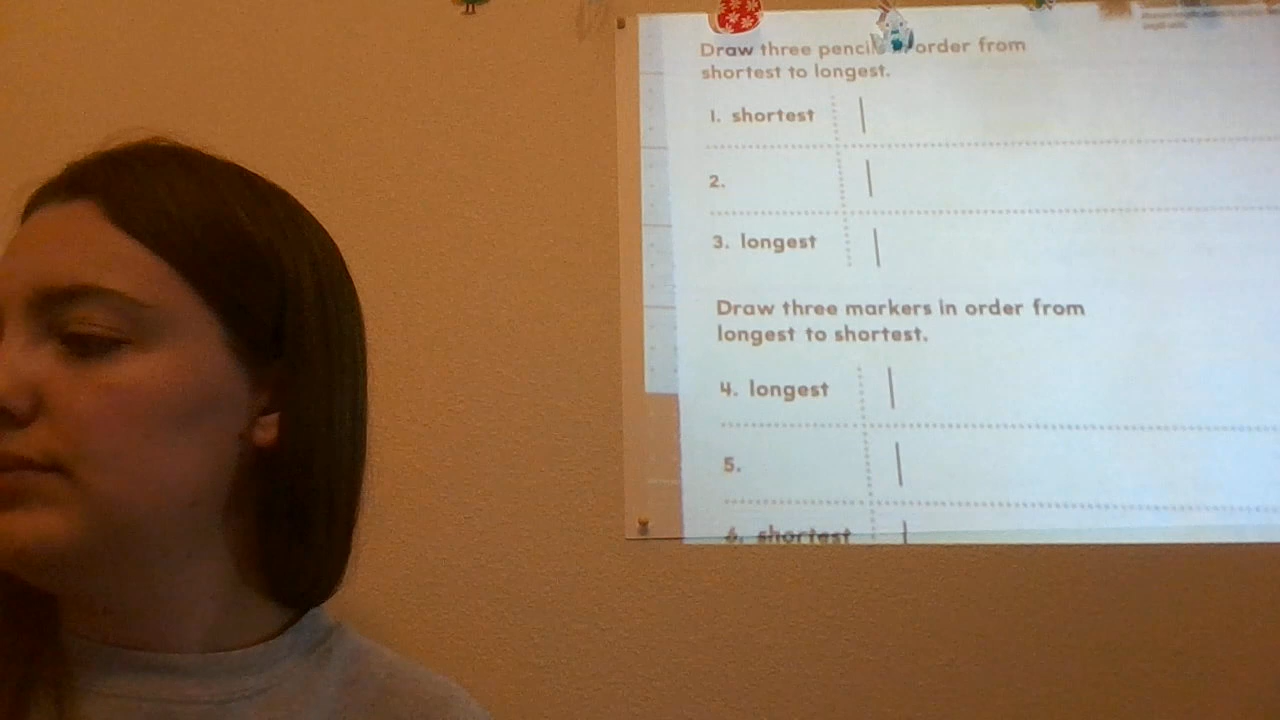 Draw three pencils in order from
shortest to longest.
1. shortest
2.
3. longest
Draw three markers in order from
longest to shortest.
4. longest
5.
6. shortest